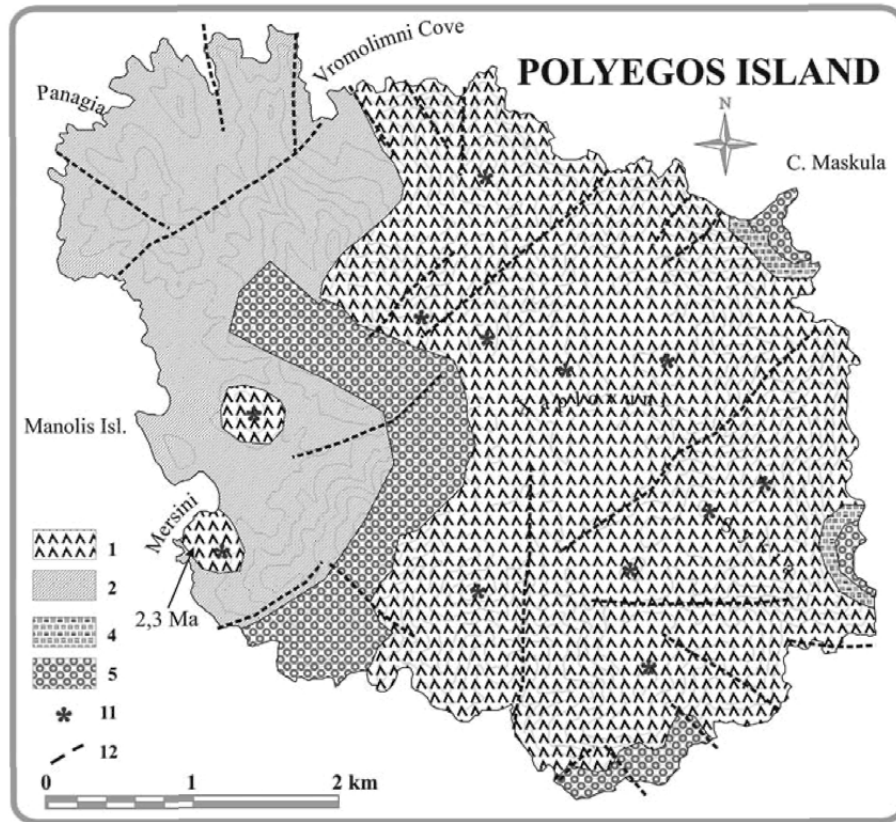 Vromolimni Cove
POLYEGOS ISLAND
Panagia
N
C. Maskula
Manolis Isl.
Mersini
2,3 Ma
1
2
4
5
11
12
0 1 2 km